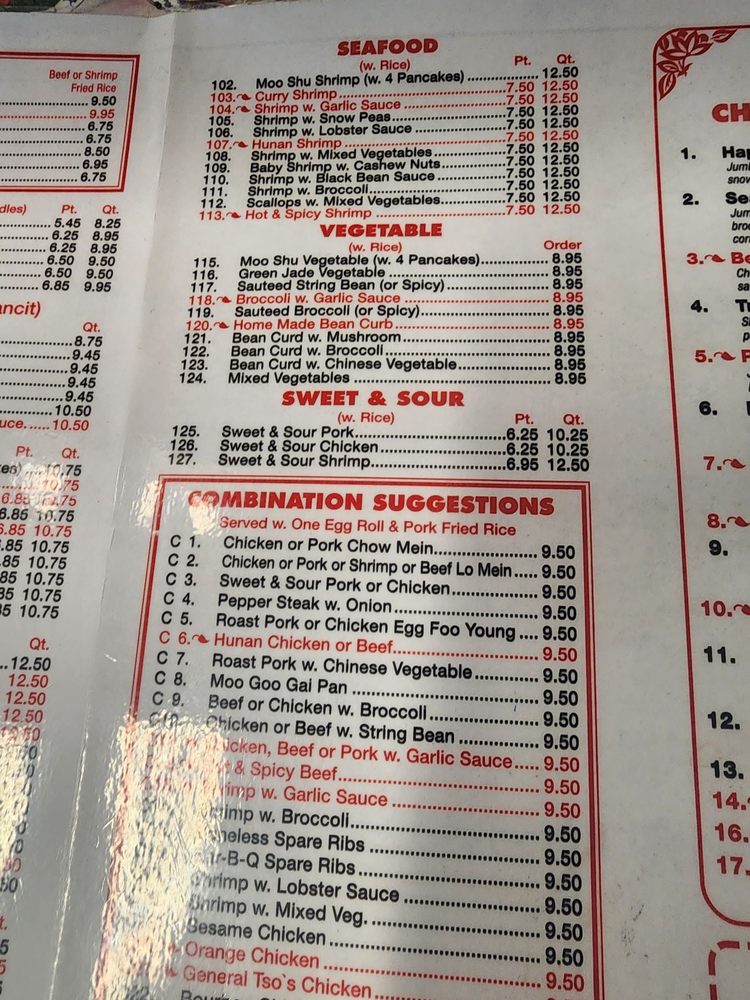 Beef or Shrimp
Fried Rice
9.50
9.95
6.75
6.75
8.50
6.95
6.75
Pt. Qt.
5.45 8.25
6.25 8.95
6.25 8.95
6.50 9.50
6.50 9.50
6.85 9.95
Qt.
8.75
9.45
9.45
9.45
9.45
10.50
10.50
Pt. Qt.
10.75
10.75
6.85 10.75
6.85 10.75
6.85 10.75
.85 10.75
.85 10.75
85 10.75
85 10.75
85 10.75
Qt.
12.50
12.50
12.50
12.50
SEAFOOD
(w. Rice) Pt. Qt.
102. Moo Shu Shrimp (w. 4 Pancakes) 12.50
103. Curry Shrimp 7.50 12.50
104. Shrimp w. Garlic Sauce 7.50 12.50
105. Shrimp w. Snow Peas 7.50 12.50
106. Shrimp w. Lobster Sauce 7.50 12.50
107. Hunan Shrimp 7.50 12.50
108. Shrimp w. Mixed Vegetables 7.50 12.50
109. Baby Shrimp w. Cashew Nuts 7.50 12.50
110. Shrimp w. Black Bean Sauce 7.50 12.50
111. Shrimp w. Broccoli 7.50 12.50
112. Scallops w. Mixed Vegetables 7.50 12.50
113. Hot & Spicy Shrimp 7.50 12.50
VEGETABLE
(w. Rice) Order
115. Moo Shu Vegetable (w. 4 Pancakes) 8.95
116. Green Jade Vegetable 8.95
117. Sauteed String Bean (or Spicy) 8.95
118. Broccoli w. Garlic Sauce 8.95
119. Sauteed Broccoli (or Spicy) 8.95
120. Home Made Bean Curb 8.95
121. Bean Curd w. Mushroom 8.95
122. Bean Curd w. Broccoli 8.95
123. Bean Curd w. Chinese Vegetable 8.95
124. Mixed Vegetables 8.95
SWEET & SOUR
(w. Rice) Pt. Qt.
125. Sweet & Sour Pork 6.25 10.25
126. Sweet & Sour Chicken 6.25 10.25
127. Sweet & Sour Shrimp 6.95 12.50
COMBINATION SUGGESTIONS
Served w. One Egg Roll & Pork Fried Rice
C 1. Chicken or Pork Chow Mein 9.50
C 2. Chicken or Pork or Shrimp or Beef Lo Mein 9.50
C 3. Sweet & Sour Pork or Chicken 9.50
C 4. Pepper Steak w. Onion 9.50
C 5. Roast Pork or Chicken Egg Foo Young 9.50
C 6. Hunan Chicken or Beef 9.50
C 7. Roast Pork w. Chinese Vegetable 9.50
C 8. Moo Goo Gai Pan 9.50
C 9. Beef or Chicken w. Broccoli 9.50
Chicken or Beef w. String Bean 9.50
Chicken, Beef or Pork w. Garlic Sauce 9.50
& Spicy Beef 9.50
Shrimp w. Garlic Sauce 9.50
Shrimp w. Broccoli 9.50
Boneless Spare Ribs 9.50
Bar-B-Q Spare Ribs 9.50
Shrimp w. Lobster Sauce 9.50
Shrimp w. Mixed Veg. 9.50
Sesame Chicken 9.50
Orange Chicken 9.50
General Tso's Chicken
1.
2.
3.
4.
5.
6.
7.
8.
9.
10.
11.
12.
13.
14.
16.
17.